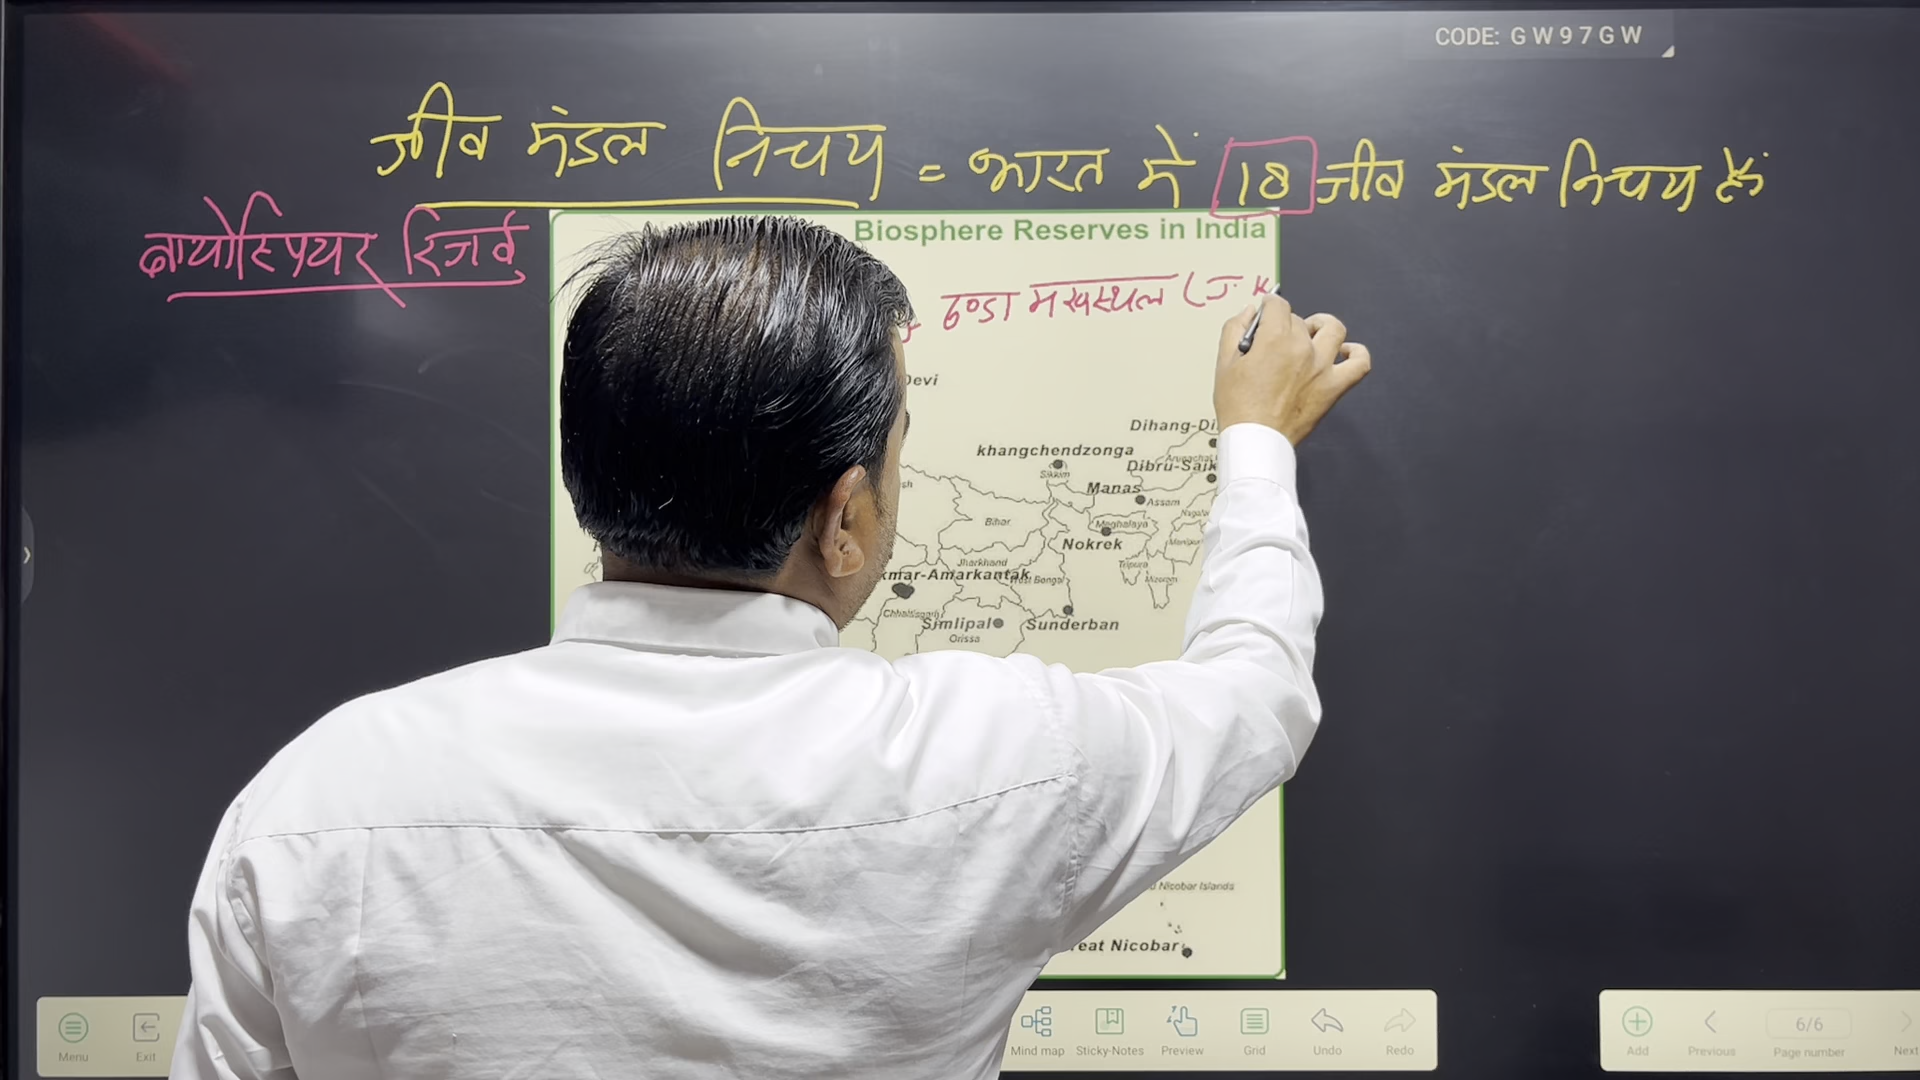 CODE: GW97GW
जीव मंडल निचय = भारत में 18 जीव मंडल निचय हैं
बायोस्पियर रिजर्व
Biosphere Reserves in India
ठण्डा मरूस्थल (J.K
Devi
Dihang-Di
khangchendzonga
Sikkim
Dibru-Saik
Manas
Assam
Bihar
Meghalaya
Nokrek
Jharkhand
Tripura
Mizoram
mar-Amarkantak
West Bengal
Chhattisgarh
Simlipal
Sunderban
Orissa
Nicobar Islands
reat Nicobar
Menu
Exit
Mind map
Sticky-Notes
Preview
Grid
Undo
Redo
Add
Previous
6/6
Page number
Next